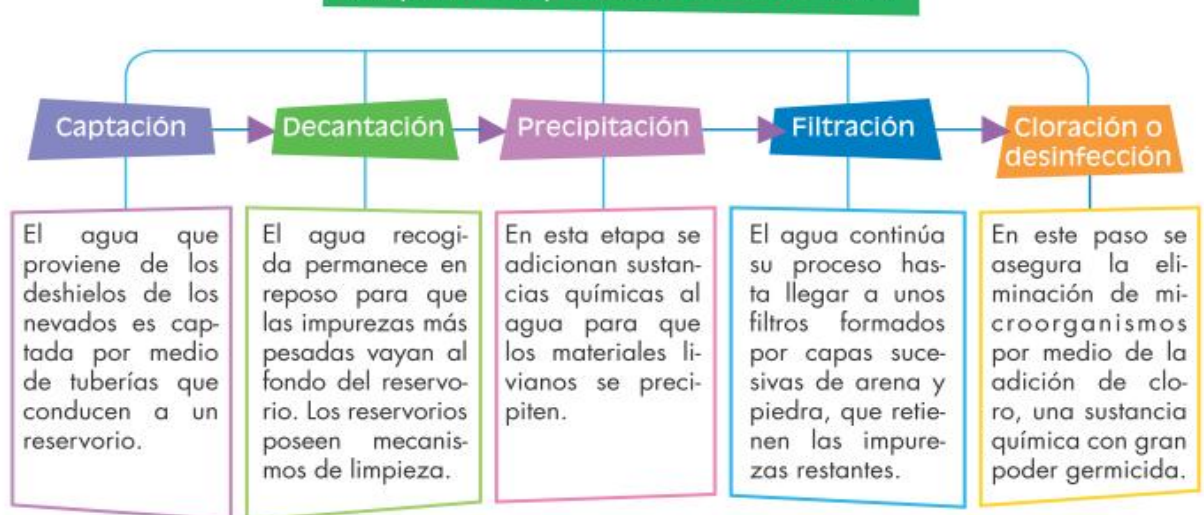 Captación
Decantación
Precipitación
Filtración
Cloración o
desinfección
El agua que
proviene de los
deshielos de los
nevados es cap-
tada por medio
de tuberías que
conducen a un
reservorio.
El agua recogi-
da permanece en
reposo para que
las impurezas más
pesadas vayan al
fondo del reservo-
rio. Los reservorios
poseen mecanis-
mos de limpieza.
En esta etapa se
adicionan sustan-
cias químicas al
agua para que
los materiales li-
vianos se preci-
piten.
El agua continúa
su proceso has-
ta llegar a unos
filtros formados
por capas suce-
sivas de arena y
piedra, que retie-
nen las impure-
zas restantes.
En este paso se
asegura la eli-
minación de mi-
croorganismos
por medio de la
adición de clo-
ro, una sustancia
química con gran
poder germicida.